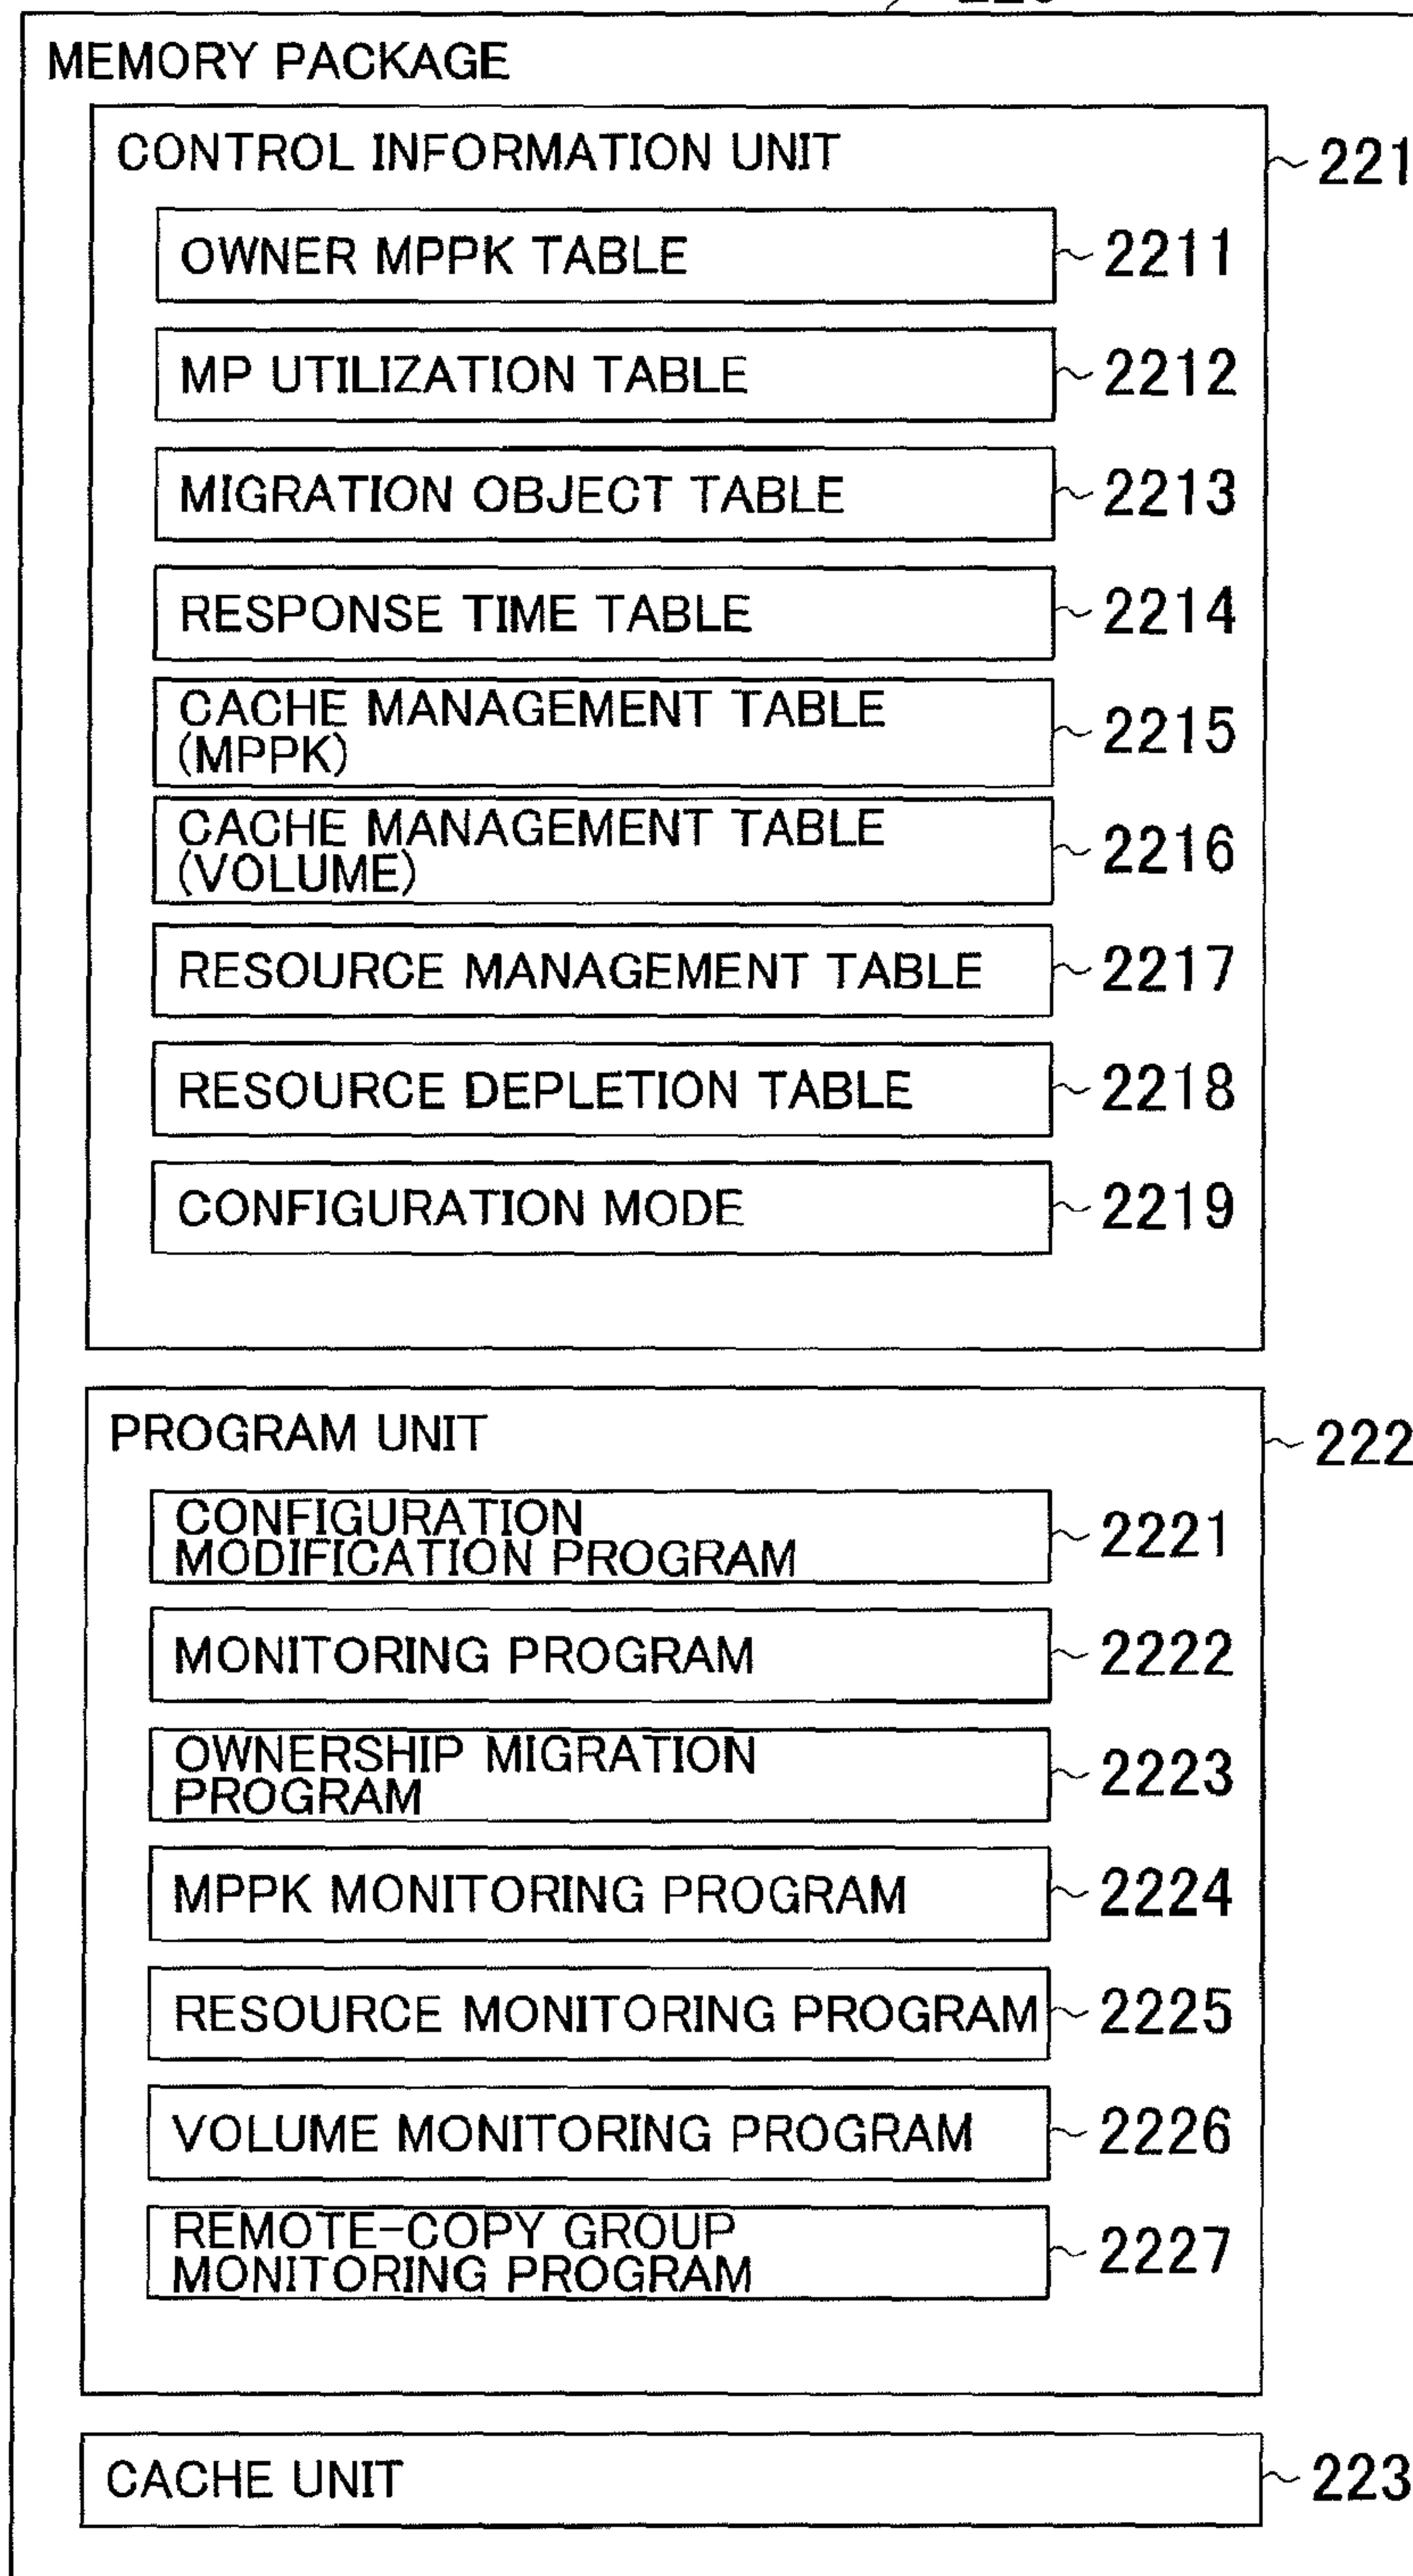 MEMORY PACKAGE
CONTROL INFORMATION UNIT
221
OWNER MPPK TABLE
2211
MP UTILIZATION TABLE
2212
MIGRATION OBJECT TABLE
2213
RESPONSE TIME TABLE
2214
CACHE MANAGEMENT TABLE
(MPPK)
2215
CACHE MANAGEMENT TABLE
(VOLUME)
2216
RESOURCE MANAGEMENT TABLE
2217
RESOURCE DEPLETION TABLE
2218
CONFIGURATION MODE
2219
PROGRAM UNIT
222
CONFIGURATION
MODIFICATION PROGRAM
2221
MONITORING PROGRAM
2222
OWNERSHIP MIGRATION
PROGRAM
2223
MPPK MONITORING PROGRAM
2224
RESOURCE MONITORING PROGRAM
2225
VOLUME MONITORING PROGRAM
2226
REMOTE-COPY GROUP
MONITORING PROGRAM
2227
CACHE UNIT
223